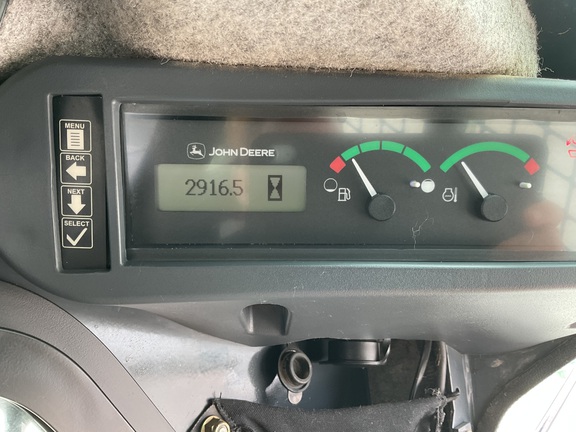 MENU
BACK
NEXT
SELECT
JOHN DEERE
2916.5